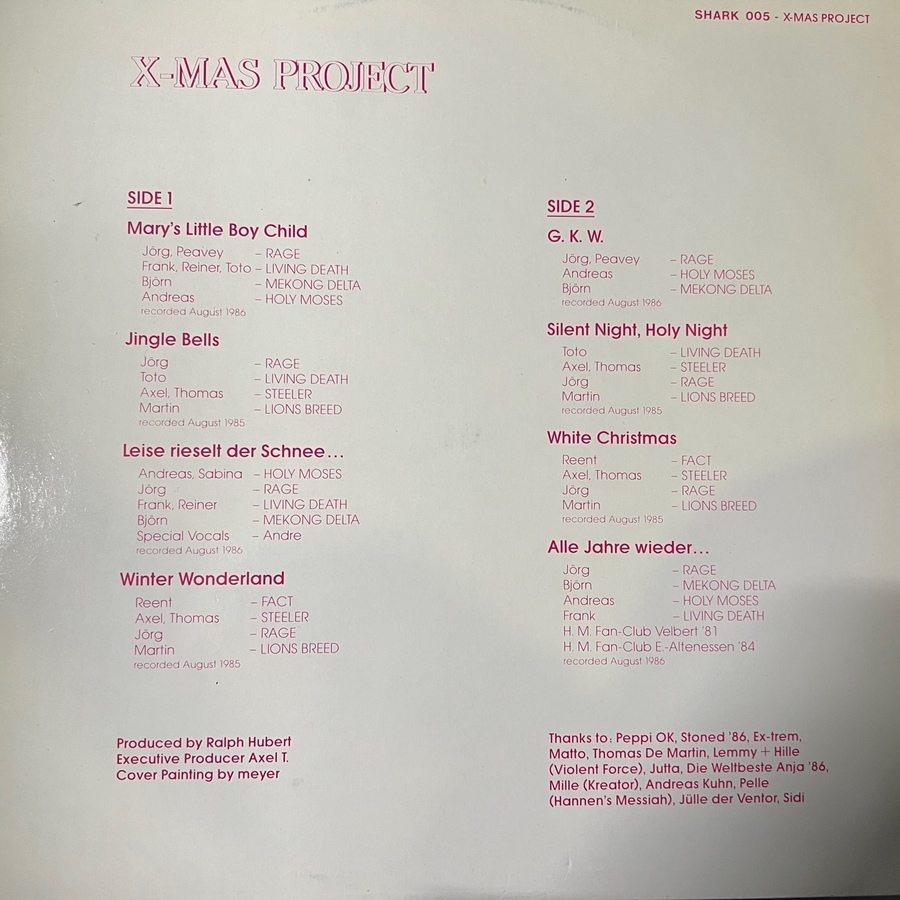 SHARK 005 - X-MAS PROJECT
X-MAS PROJECT
SIDE 1
Mary's Little Boy Child
Jörg, Peavey – RAGE
Frank, Reiner, Toto – LIVING DEATH
Björn – MEKONG DELTA
Andreas – HOLY MOSES
recorded August 1986
Jingle Bells
Jörg – RAGE
Toto – LIVING DEATH
Axel, Thomas – STEELER
Martin – LIONS BREED
recorded August 1985
Leise rieselt der Schnee...
Andreas, Sabina – HOLY MOSES
Jörg – RAGE
Frank, Reiner – LIVING DEATH
Björn – MEKONG DELTA
Special Vocals – Andre
recorded August 1986
Winter Wonderland
Reent – FACT
Axel, Thomas – STEELER
Jörg – RAGE
Martin – LIONS BREED
recorded August 1985
Produced by Ralph Hubert
Executive Producer Axel T.
Cover Painting by meyer
SIDE 2
G. K. W.
Jörg, Peavey – RAGE
Andreas – HOLY MOSES
Björn – MEKONG DELTA
recorded August 1986
Silent Night, Holy Night
Toto – LIVING DEATH
Axel, Thomas – STEELER
Jörg – RAGE
Martin – LIONS BREED
recorded August 1985
White Christmas
Reent – FACT
Axel, Thomas – STEELER
Jörg – RAGE
Martin – LIONS BREED
recorded August 1985
Alle Jahre wieder...
Jörg – RAGE
Björn – MEKONG DELTA
Andreas – HOLY MOSES
Frank – LIVING DEATH
H. M. Fan-Club Velbert '81
H. M. Fan-Club E.-Altenessen '84
recorded August 1986
Thanks to: Peppi OK, Stoned '86, Ex-trem,
Matto, Thomas De Martin, Lemmy + Hille
(Violent Force), Jutta, Die Weltbeste Anja '86,
Mille (Kreator), Andreas Kuhn, Pelle
(Hannen's Messiah), Jülle der Ventor, Sidi